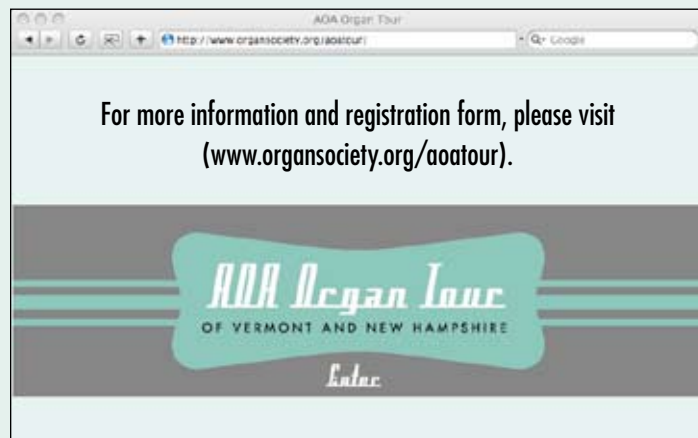 AOA Organ Tour
http://www.organsociety.org/aoatour/
Google
For more information and registration form, please visit
(www.organsociety.org/aoatour).
AOA Organ Tour
OF VERMONT AND NEW HAMPSHIRE
Enter